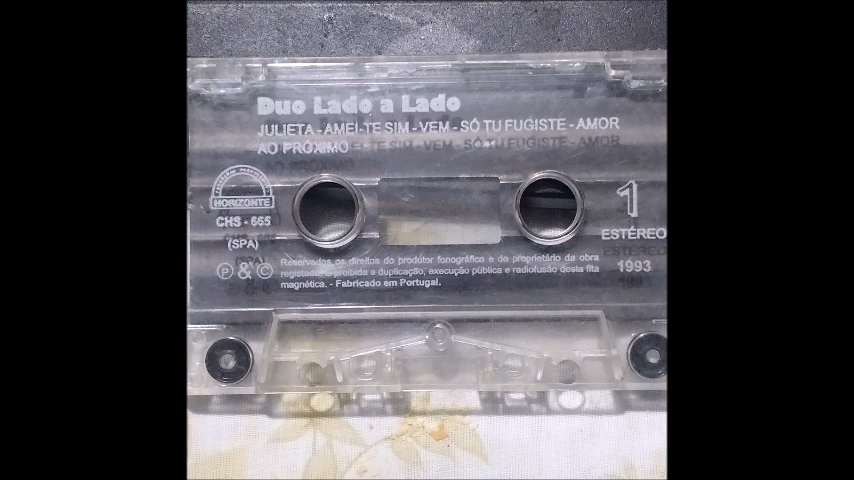 Duo Lado a Lado
JULIETA - AMEI-TE SIM - VEM - SÓ TU FUGISTE - AMOR
AO PRÓXIMO
HORIZONTE
CHS - 665
(SPA)
1
ESTÉREO
1993
Ⓟ & ©
Reservados os direitos do produtor fonográfico e do proprietário da obra
registada, é proibida a duplicação, execução pública e radiofusão desta fita
magnética. - Fabricado em Portugal.